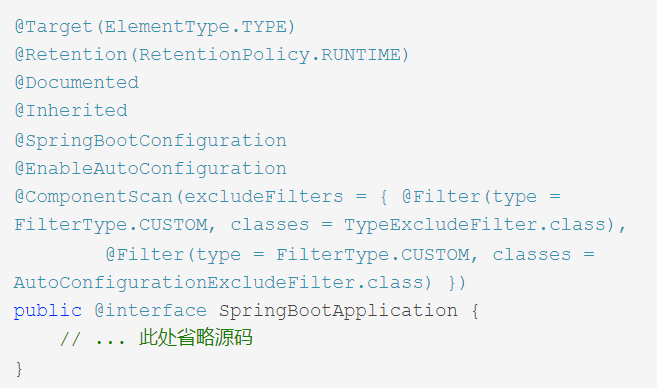 @Target(ElementType.TYPE)
@Retention(RetentionPolicy.RUNTIME)
@Documented
@Inherited
@SpringBootConfiguration
@EnableAutoConfiguration
@ComponentScan(excludeFilters = { @Filter(type =
FilterType.CUSTOM, classes = TypeExcludeFilter.class),
        @Filter(type = FilterType.CUSTOM, classes =
AutoConfigurationExcludeFilter.class) })
public @interface SpringBootApplication {
    // ... 此处省略源码
}